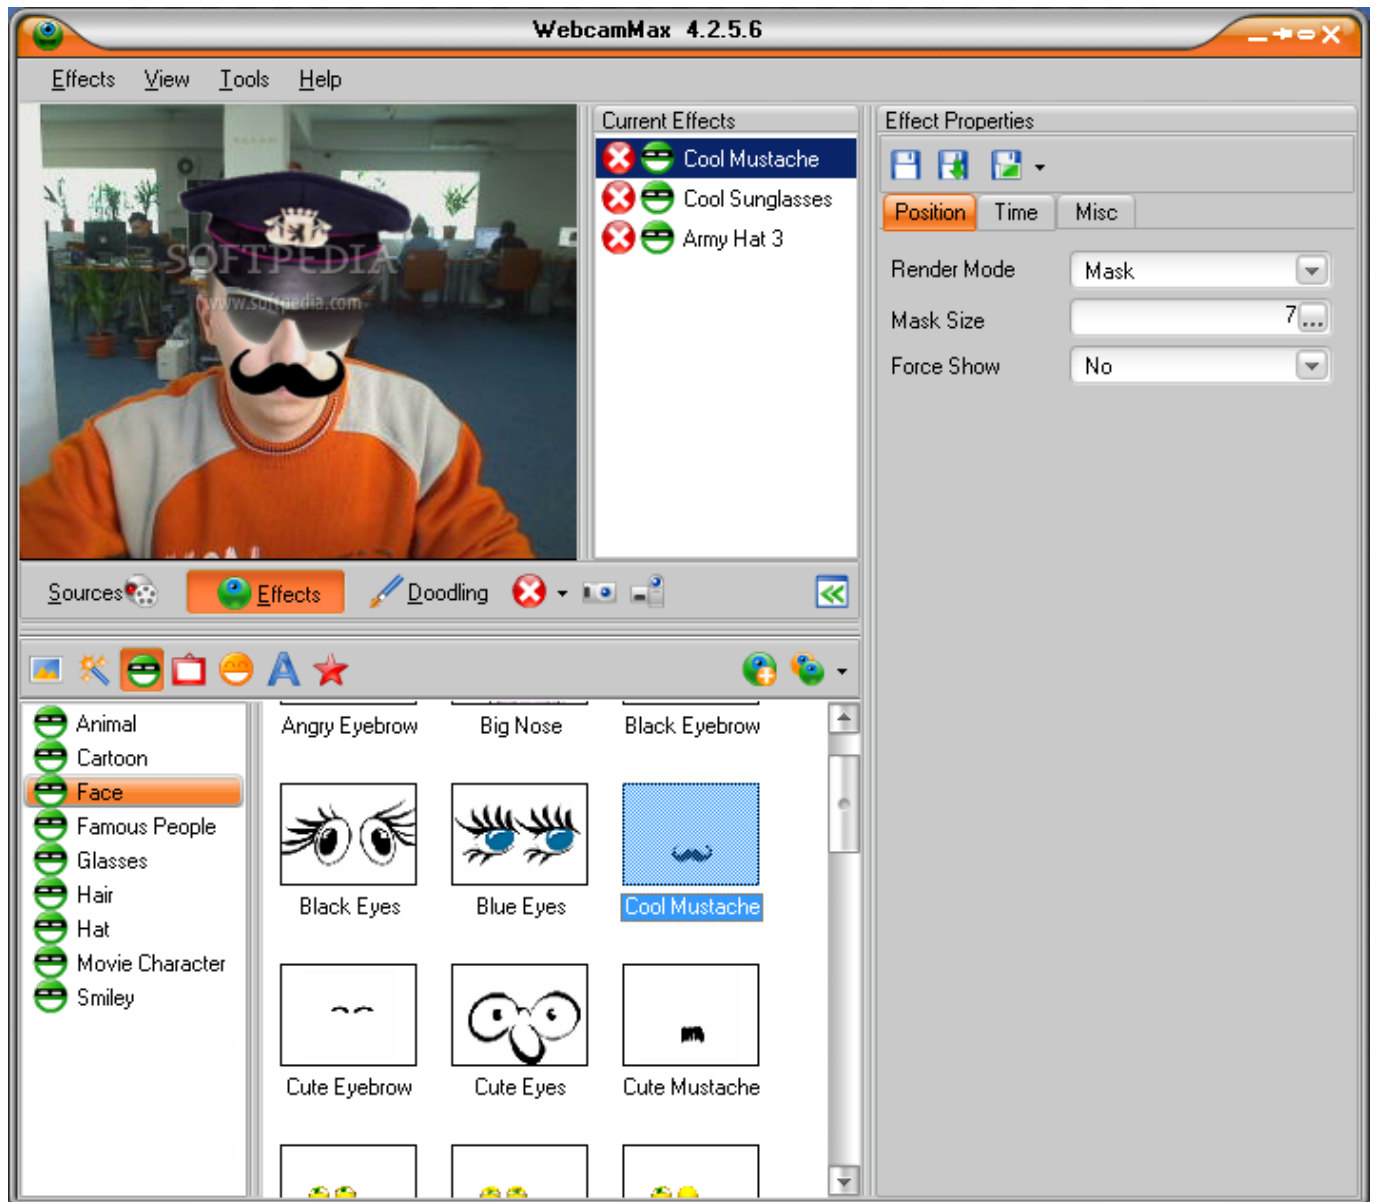 WebcamMax 4.2.5.6
Effects View Tools Help
SOFTPEDIA
www.softpedia.com
Current Effects
Cool Mustache
Cool Sunglasses
Army Hat 3
Effect Properties
Position Time Misc
Render Mode Mask
Mask Size 7...
Force Show No
Sources Effects Doodling
Animal
Cartoon
Face
Famous People
Glasses
Hair
Hat
Movie Character
Smiley
Angry Eyebrow Big Nose Black Eyebrow
Black Eyes Blue Eyes Cool Mustache
Cute Eyebrow Cute Eyes Cute Mustache